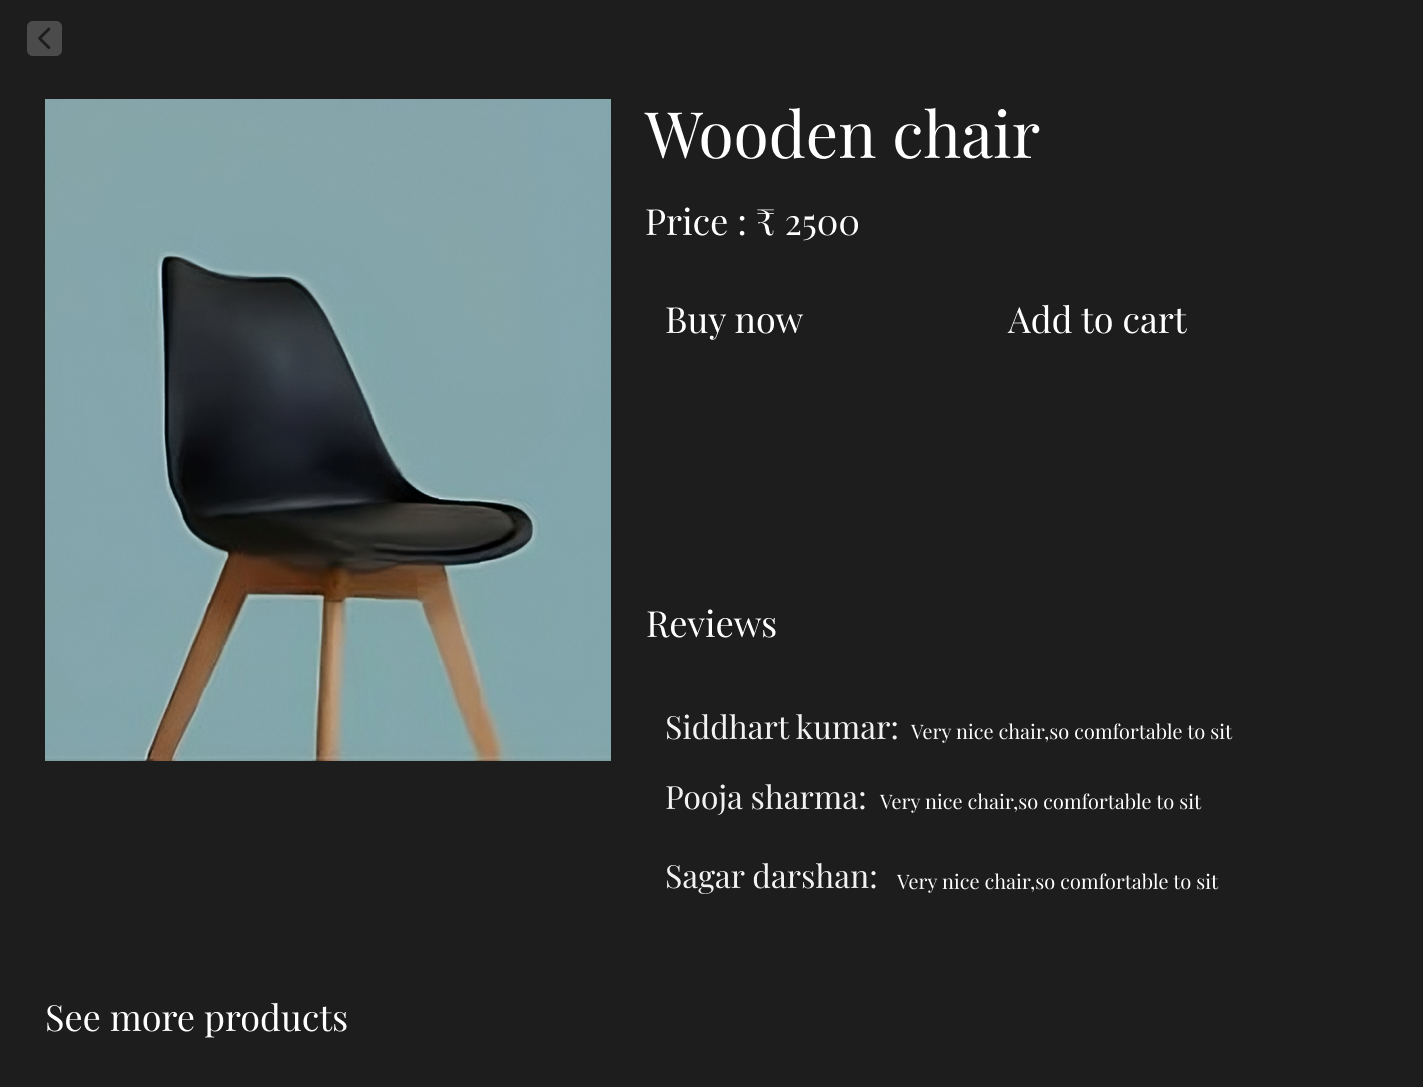 Wooden chair
Price : ₹ 2500
Buy now
Add to cart
Reviews
Siddhart kumar: Very nice chair,so comfortable to sit
Pooja sharma: Very nice chair,so comfortable to sit
Sagar darshan: Very nice chair,so comfortable to sit
See more products